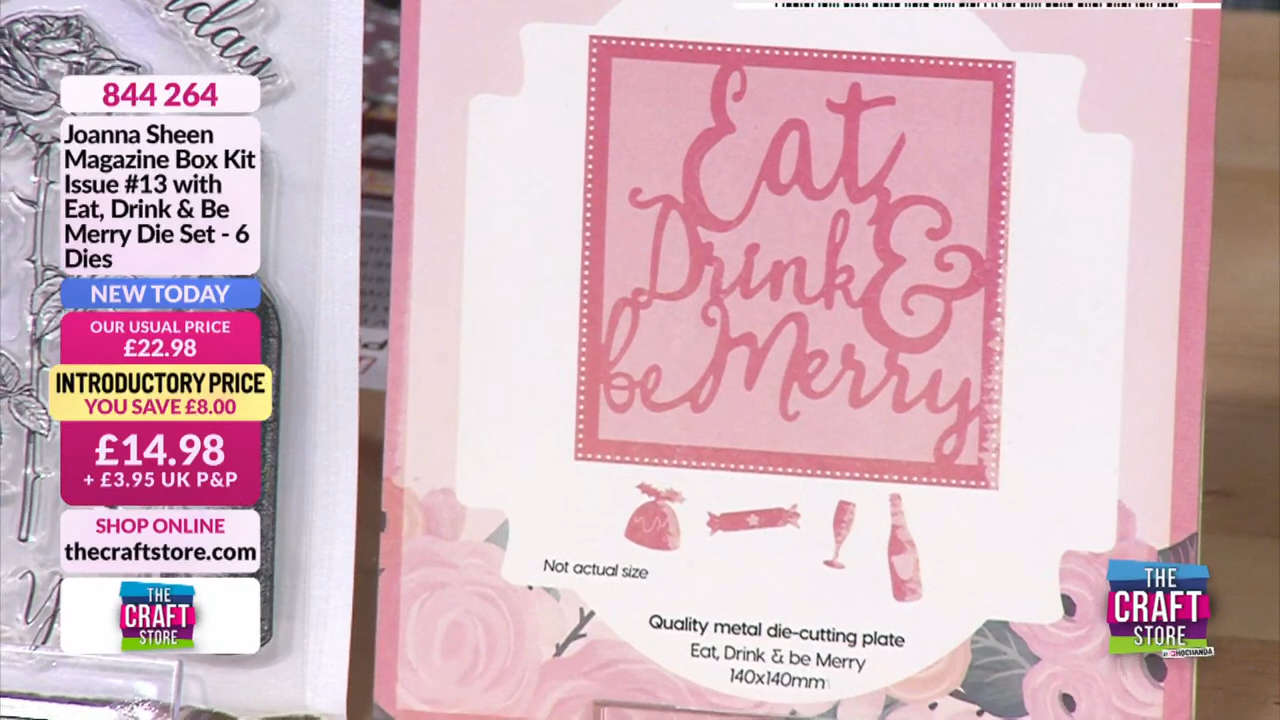 844 264
Joanna Sheen
Magazine Box Kit
Issue #13 with
Eat, Drink & Be
Merry Die Set - 6
Dies
NEW TODAY
OUR USUAL PRICE
£22.98
INTRODUCTORY PRICE
YOU SAVE £8.00
£14.98
+ £3.95 UK P&P
SHOP ONLINE
thecraftstore.com
THE
CRAFT
STORE
Eat,
Drink &
be Merry
Not actual size
Quality metal die-cutting plate
Eat, Drink & be Merry
140x140mm
THE
CRAFT
STORE
HOCHANDA